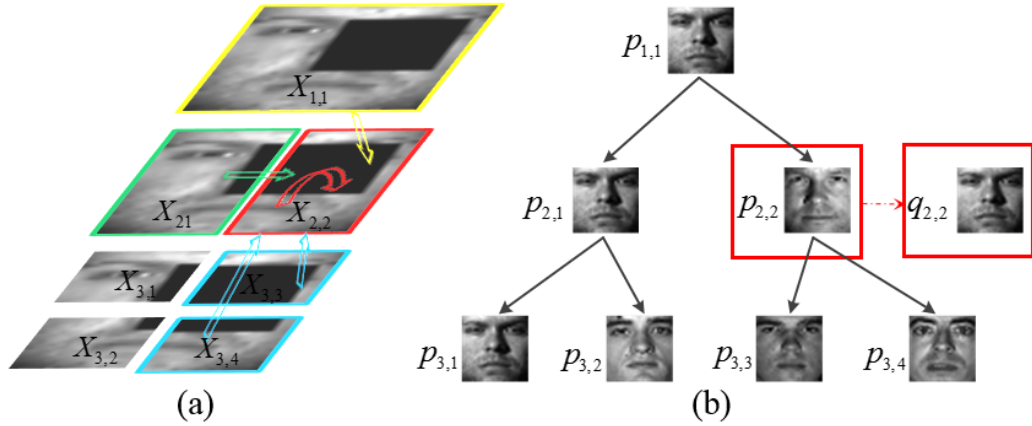 X1,1
X21
X2,2
X3,1
X3,3
X3,2
X3,4
(a)
p1,1
p2,1
p2,2
q2,2
p3,1
p3,2
p3,3
p3,4
(b)